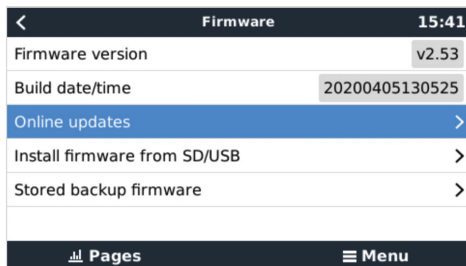 Firmware 15:41
Firmware version v2.53
Build date/time 20200405130525
Online updates
Install firmware from SD/USB
Stored backup firmware
Pages Menu